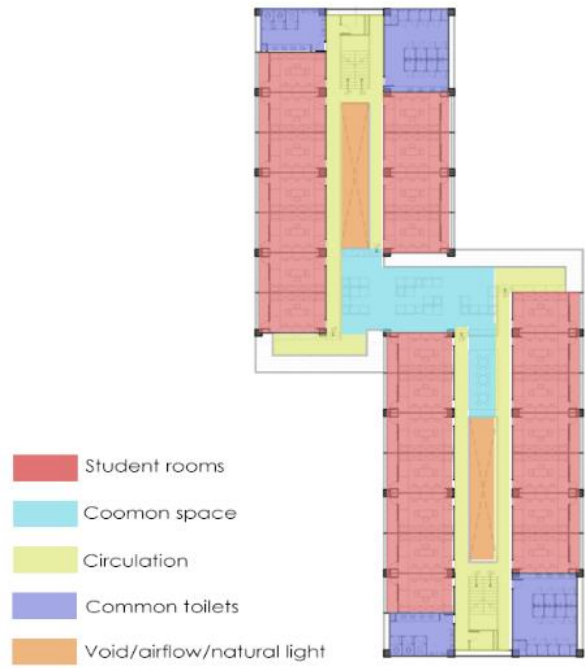 Student rooms
Coomon space
Circulation
Common toilets
Void/airflow/natural light